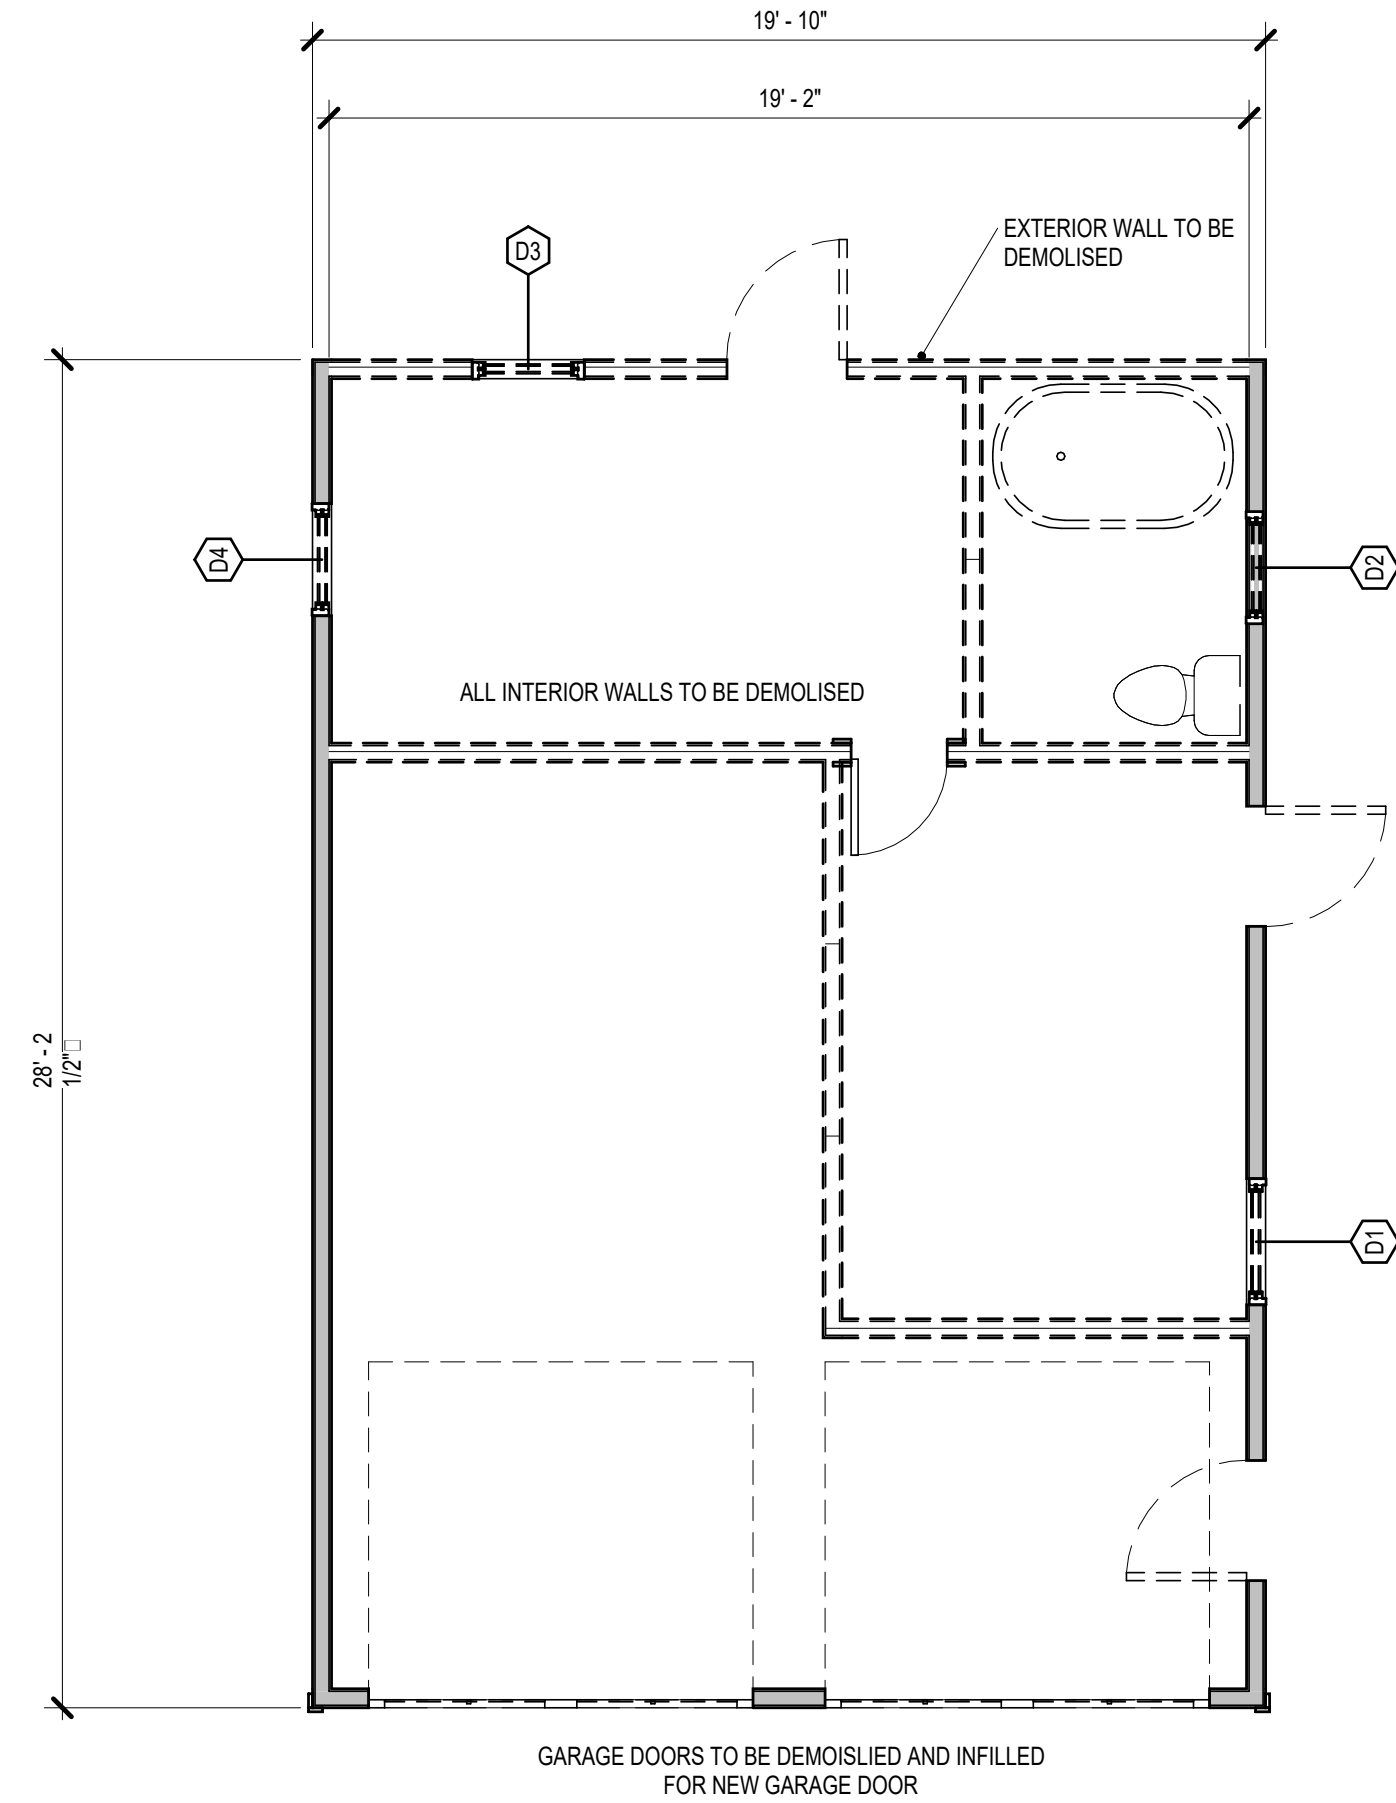 19' - 10"
19' - 2"
EXTERIOR WALL TO BE
DEMOLISED
D3
D4
D2
ALL INTERIOR WALLS TO BE DEMOLISED
28' - 2
1/2"□
D1
GARAGE DOORS TO BE DEMOISLIED AND INFILLED
FOR NEW GARAGE DOOR